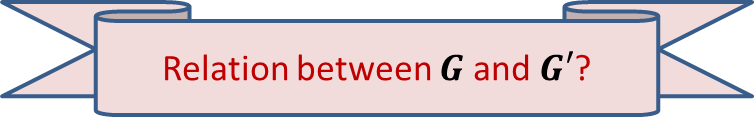 Relation between G and G′?